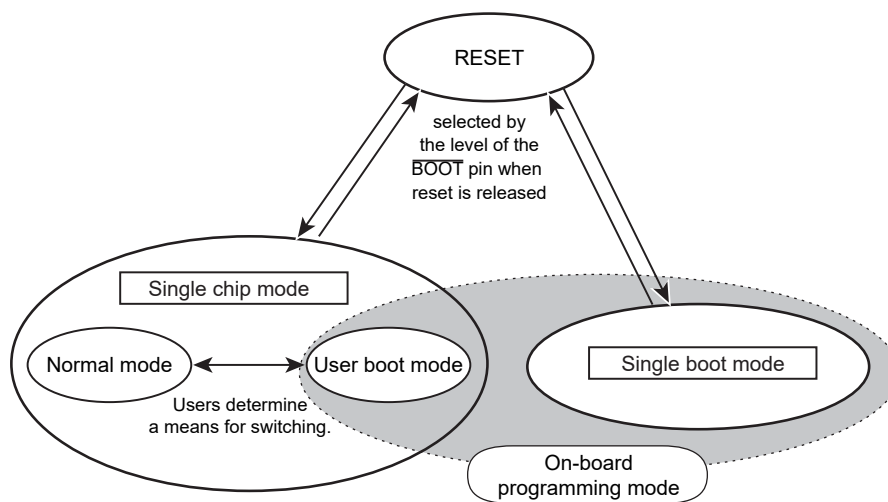 RESET
selected by
the level of the
BOOT pin when
reset is released
Single chip mode
Normal mode
User boot mode
Single boot mode
Users determine
a means for switching.
On-board
programming mode